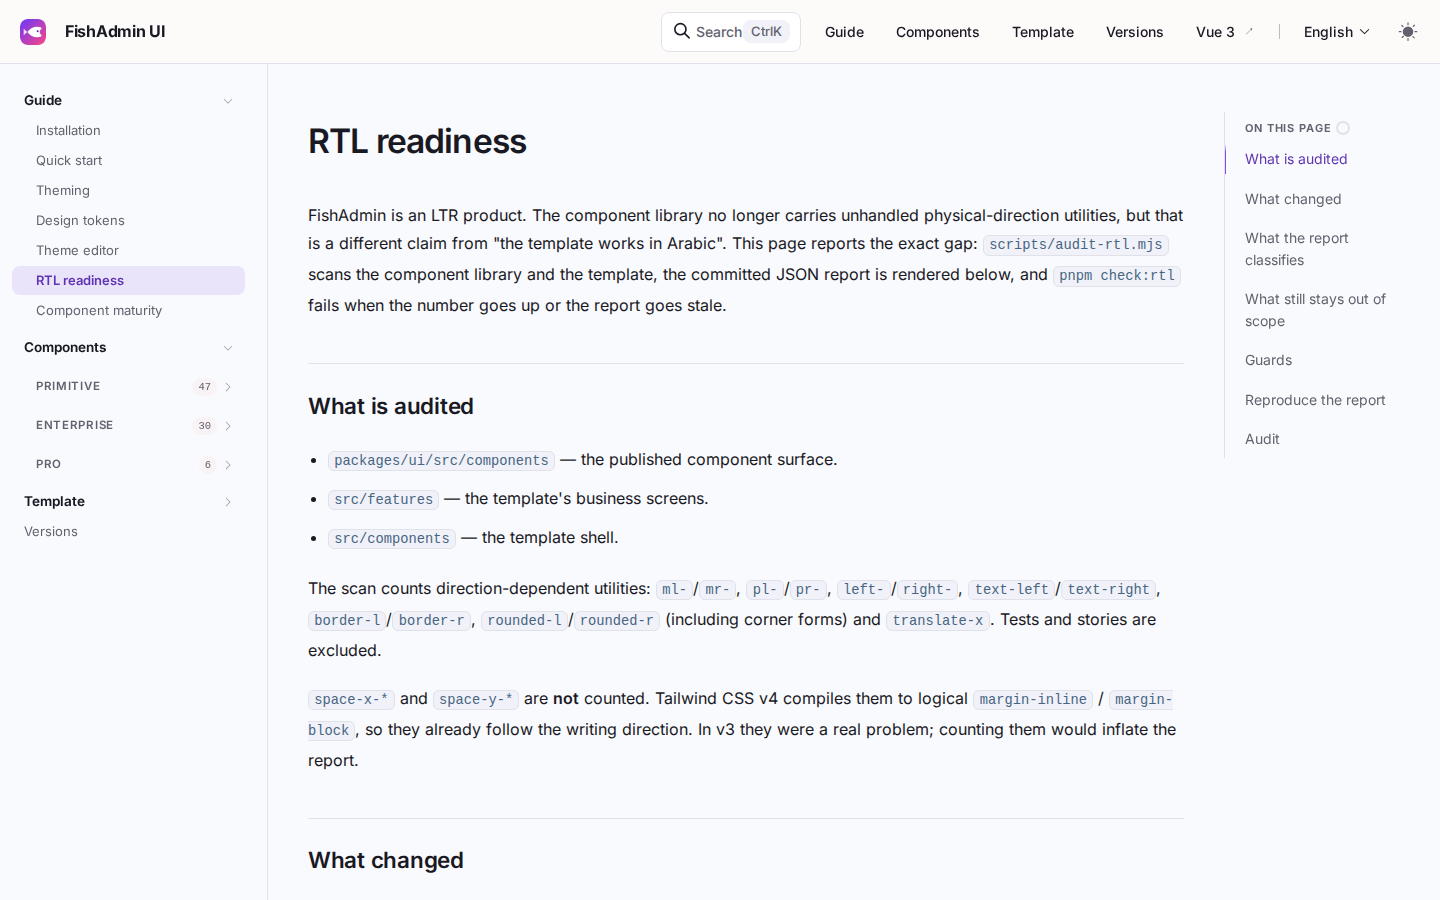 FishAdmin UI
Search CtrlK
Guide
Components
Template
Versions
Vue 3
English
Guide
Installation
Quick start
Theming
Design tokens
Theme editor
RTL readiness
Component maturity
Components
PRIMITIVE 47
ENTERPRISE 30
PRO 6
Template
Versions
RTL readiness
FishAdmin is an LTR product. The component library no longer carries unhandled physical-direction utilities, but that
is a different claim from "the template works in Arabic". This page reports the exact gap: scripts/audit-rtl.mjs
scans the component library and the template, the committed JSON report is rendered below, and pnpm check:rtl
fails when the number goes up or the report goes stale.
What is audited
• packages/ui/src/components — the published component surface.
• src/features — the template's business screens.
• src/components — the template shell.
The scan counts direction-dependent utilities: ml-/mr-, pl-/pr-, left-/right-, text-left/text-right,
border-l/border-r, rounded-l/rounded-r (including corner forms) and translate-x. Tests and stories are
excluded.
space-x-* and space-y-* are not counted. Tailwind CSS v4 compiles them to logical margin-inline / margin-
block, so they already follow the writing direction. In v3 they were a real problem; counting them would inflate the
report.
What changed
ON THIS PAGE
What is audited
What changed
What the report
classifies
What still stays out of
scope
Guards
Reproduce the report
Audit